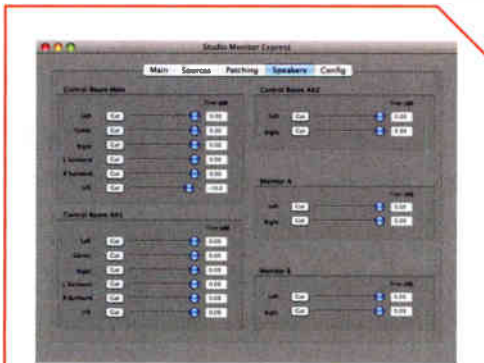 Studio Monitor Express
Main Sources Patching Speakers Config
Control Room Main
Trim (dB)
Left Cut 0.00
Center Cut 0.00
Right Cut 0.00
L Surround Cut 0.00
R Surround Cut 0.00
LFE Cut -10.0
Control Room Alt1
Trim (dB)
Left Cut 0.00
Center Cut 0.00
Right Cut 0.00
L Surround Cut 0.00
R Surround Cut 0.00
LFE Cut 0.00
Control Room Alt2
Trim (dB)
Left Cut 0.00
Right Cut 0.00
Monitor A
Trim (dB)
Left Cut 0.00
Right Cut 0.00
Trim (dB)
Left Cut 0.00
Right Cut 0.00